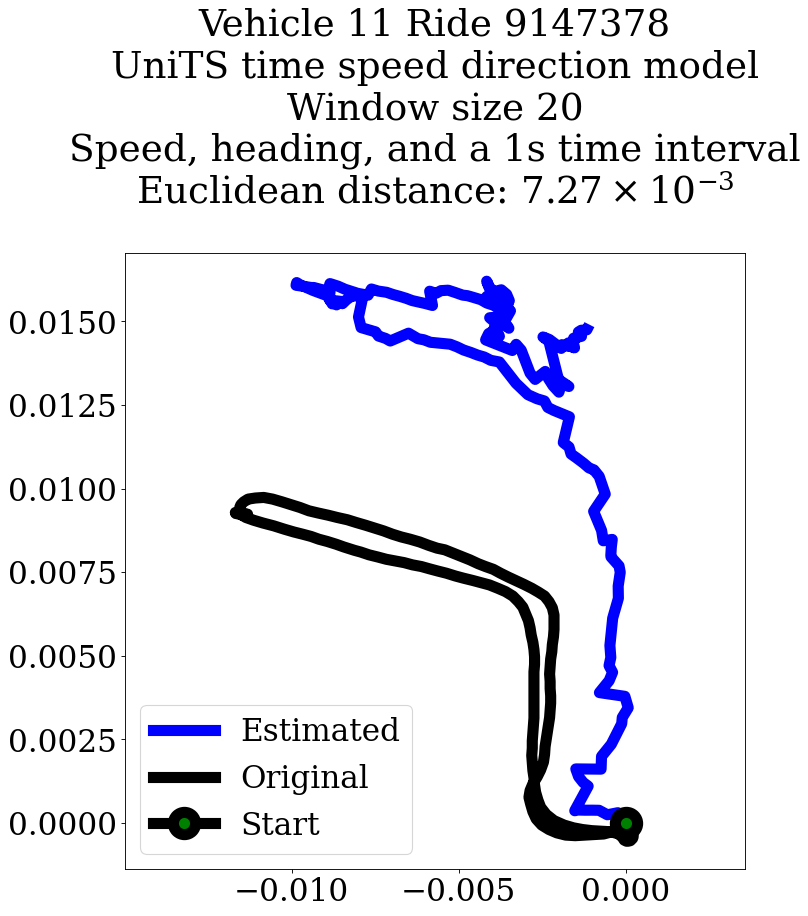 Vehicle 11 Ride 9147378
UniTS time speed direction model
Window size 20
Speed, heading, and a 1s time interval
Euclidean distance: 7.27 × 10⁻³
0.0150
0.0125
0.0100
0.0075
0.0050
0.0025
0.0000
Estimated
Original
Start
−0.010
−0.005
0.000